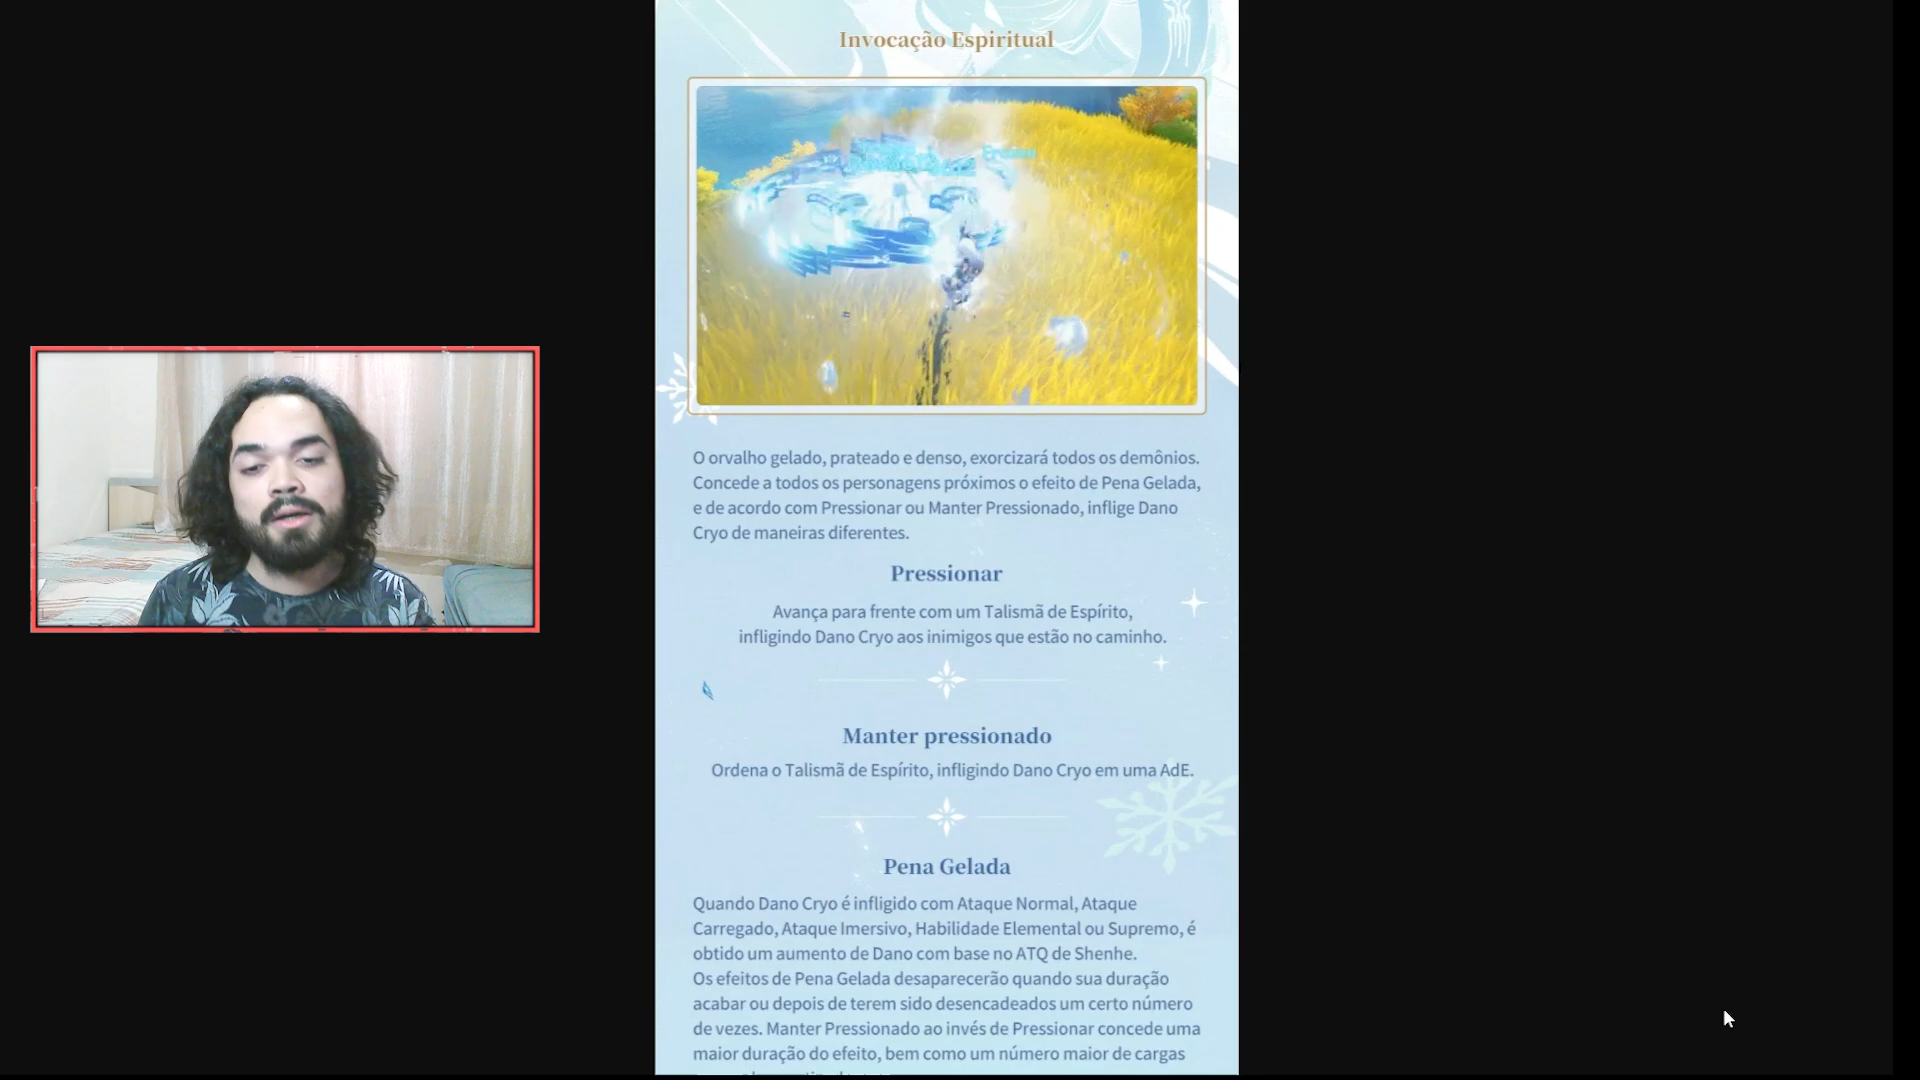 Invocação Espiritual
O orvalho gelado, prateado e denso, exorcizará todos os demônios.
Concede a todos os personagens próximos o efeito de Pena Gelada,
e de acordo com Pressionar ou Manter Pressionado, inflige Dano
Cryo de maneiras diferentes.
Pressionar
Avança para frente com um Talismã de Espírito,
infligindo Dano Cryo aos inimigos que estão no caminho.
Manter pressionado
Ordena o Talismã de Espírito, infligindo Dano Cryo em uma AdE.
Pena Gelada
Quando Dano Cryo é infligido com Ataque Normal, Ataque
Carregado, Ataque Imersivo, Habilidade Elemental ou Supremo, é
obtido um aumento de Dano com base no ATQ de Shenhe.
Os efeitos de Pena Gelada desaparecerão quando sua duração
acabar ou depois de terem sido desencadeados um certo número
de vezes. Manter Pressionado ao invés de Pressionar concede uma
maior duração do efeito, bem como um número maior de cargas